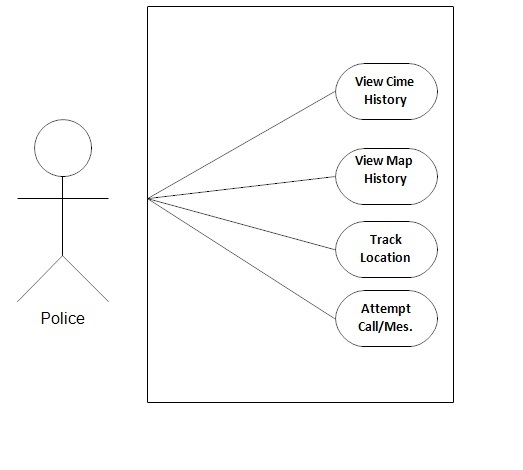 View Cime
History
View Map
History
Track
Location
Attempt
Call/Mes.
Police